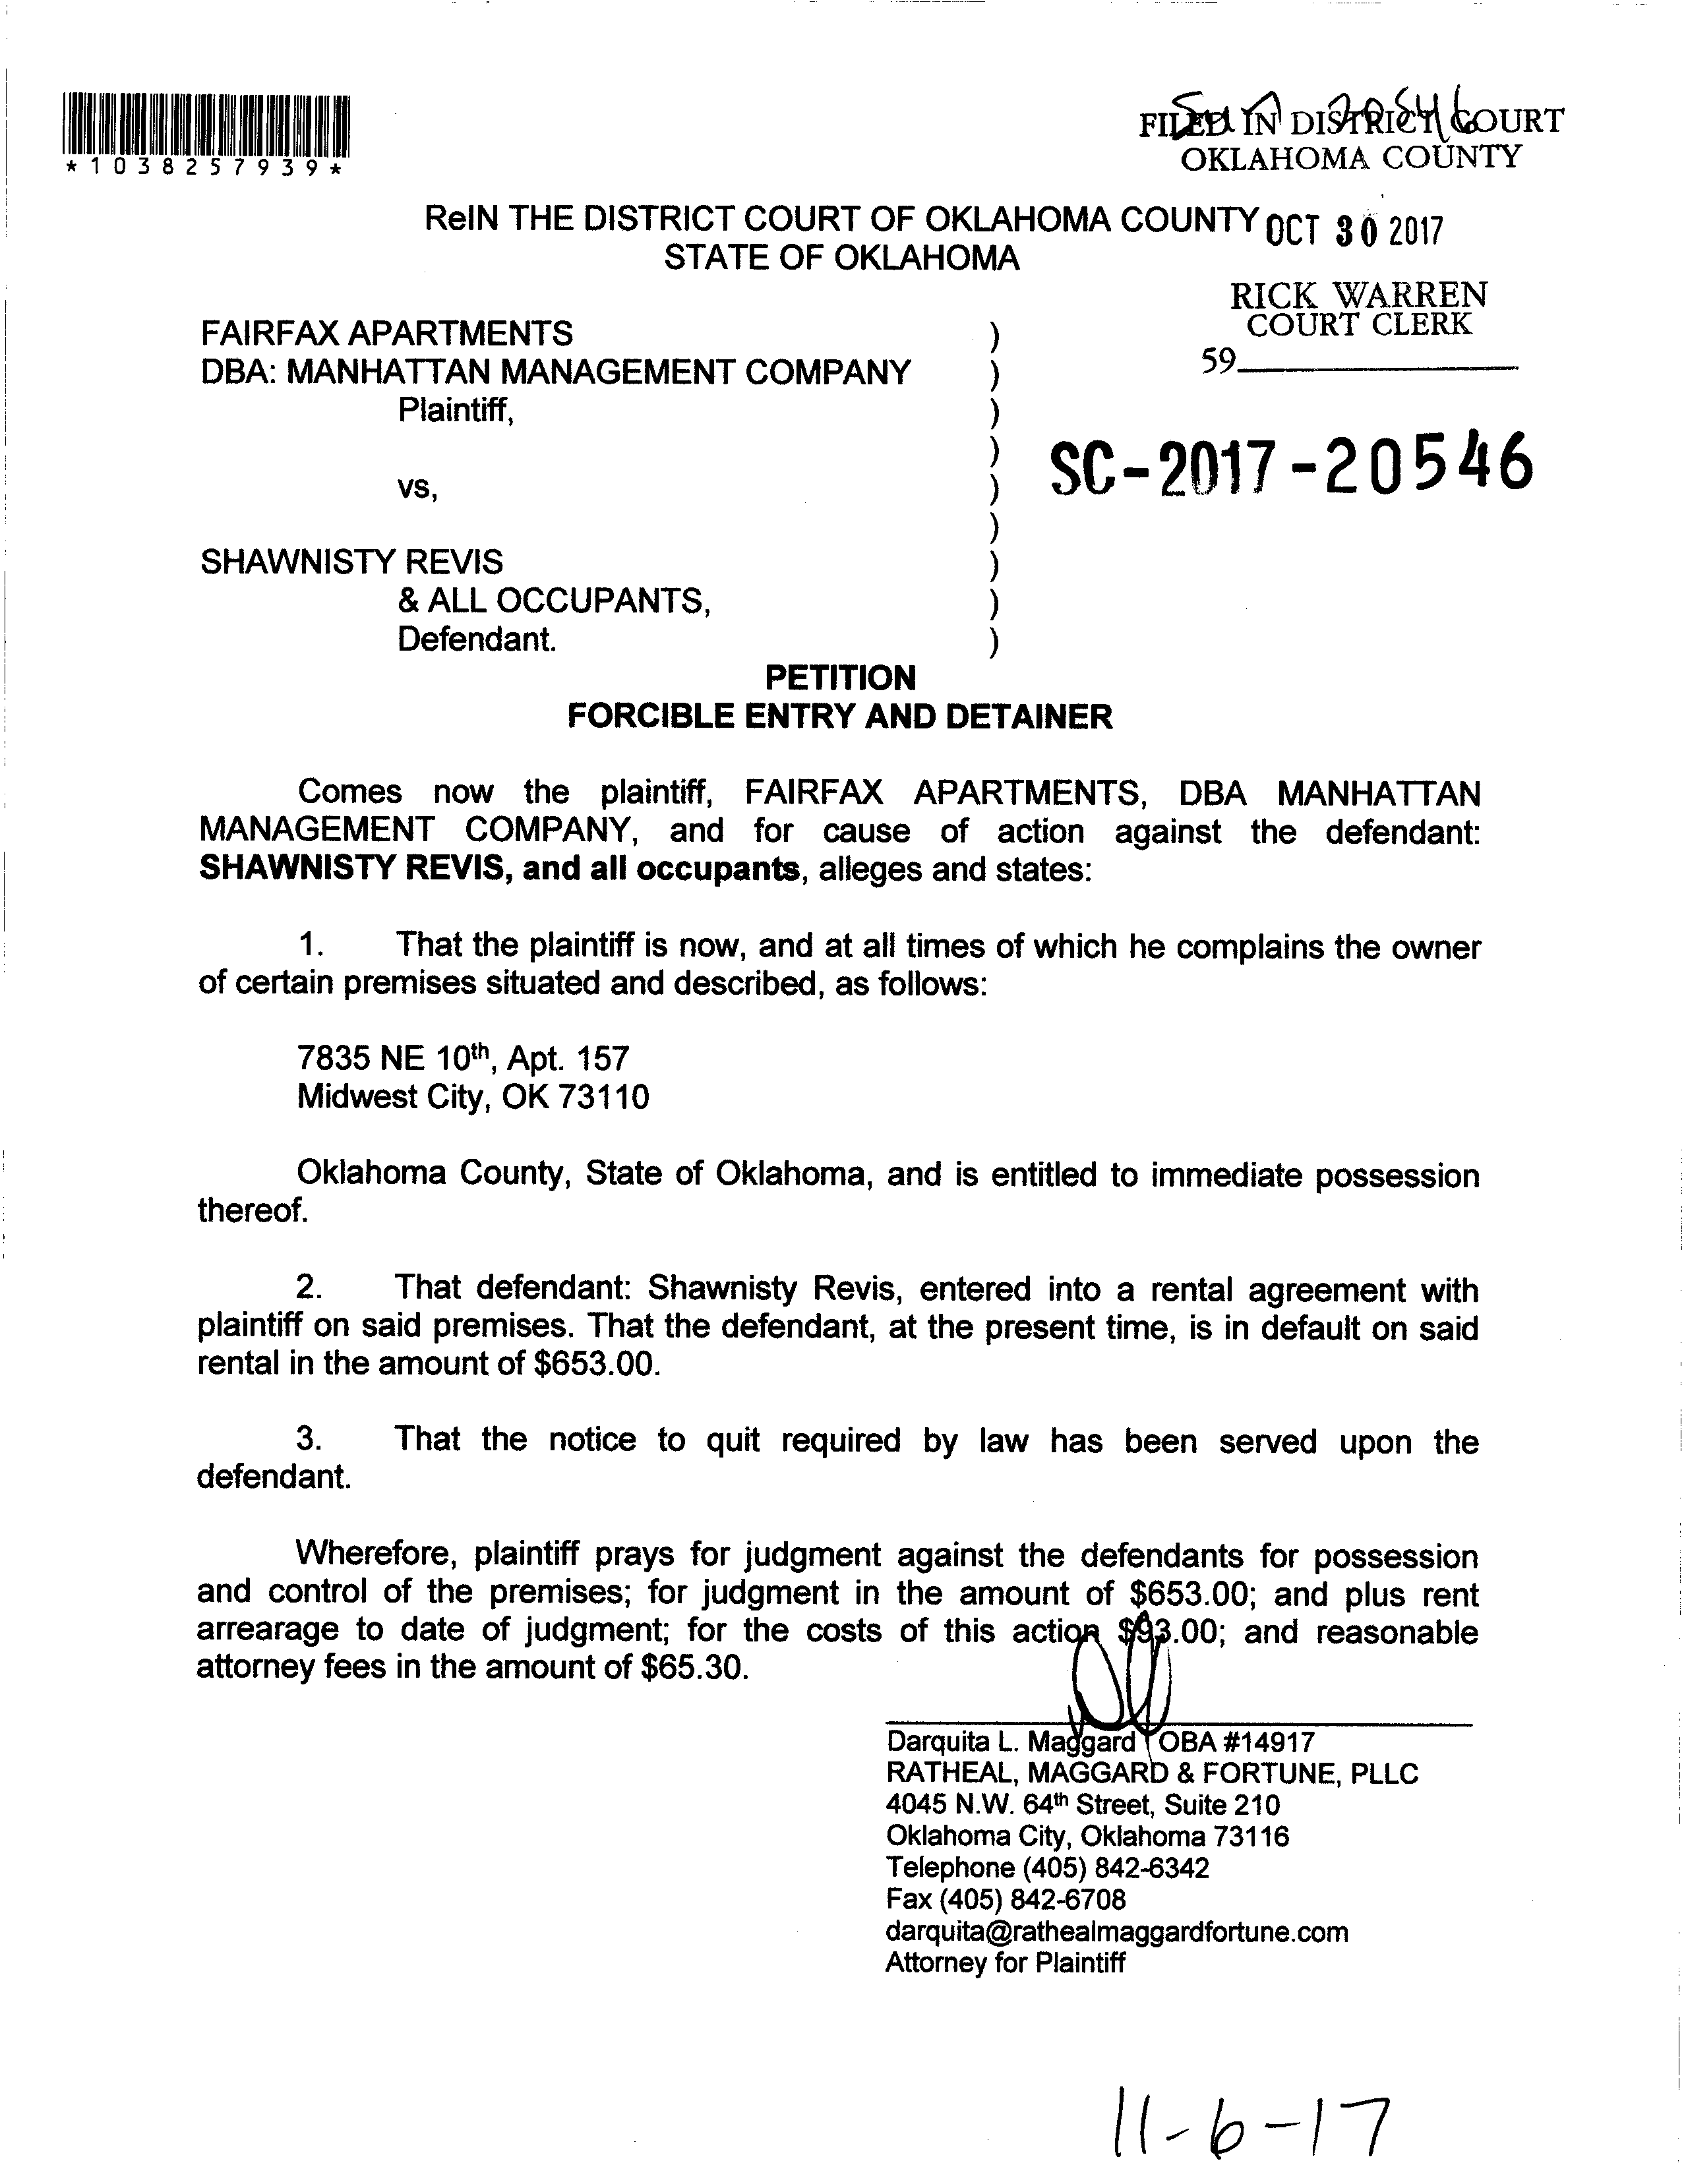 *1038257939*
FILED IN DISTRICT COURT
OKLAHOMA COUNTY
ReIN THE DISTRICT COURT OF OKLAHOMA COUNTY
OCT 30 2017
STATE OF OKLAHOMA
RICK WARREN
COURT CLERK
59
FAIRFAX APARTMENTS )
DBA: MANHATTAN MANAGEMENT COMPANY )
Plaintiff, )
)
vs, )
SC-2017-20546
)
SHAWNISTY REVIS )
& ALL OCCUPANTS, )
Defendant. )
PETITION
FORCIBLE ENTRY AND DETAINER
Comes now the plaintiff, FAIRFAX APARTMENTS, DBA MANHATTAN
MANAGEMENT COMPANY, and for cause of action against the defendant:
SHAWNISTY REVIS, and all occupants, alleges and states:
1. That the plaintiff is now, and at all times of which he complains the owner
of certain premises situated and described, as follows:
7835 NE 10th, Apt. 157
Midwest City, OK 73110
Oklahoma County, State of Oklahoma, and is entitled to immediate possession
thereof.
2. That defendant: Shawnisty Revis, entered into a rental agreement with
plaintiff on said premises. That the defendant, at the present time, is in default on said
rental in the amount of $653.00.
3. That the notice to quit required by law has been served upon the
defendant.
Wherefore, plaintiff prays for judgment against the defendants for possession
and control of the premises; for judgment in the amount of $653.00; and plus rent
arrearage to date of judgment; for the costs of this action $93.00; and reasonable
attorney fees in the amount of $65.30.
Darquita L. Maggard OBA #14917
RATHEAL, MAGGARD & FORTUNE, PLLC
4045 N.W. 64th Street, Suite 210
Oklahoma City, Oklahoma 73116
Telephone (405) 842-6342
Fax (405) 842-6708
darquita@rathealmaggardfortune.com
Attorney for Plaintiff
11-6-17